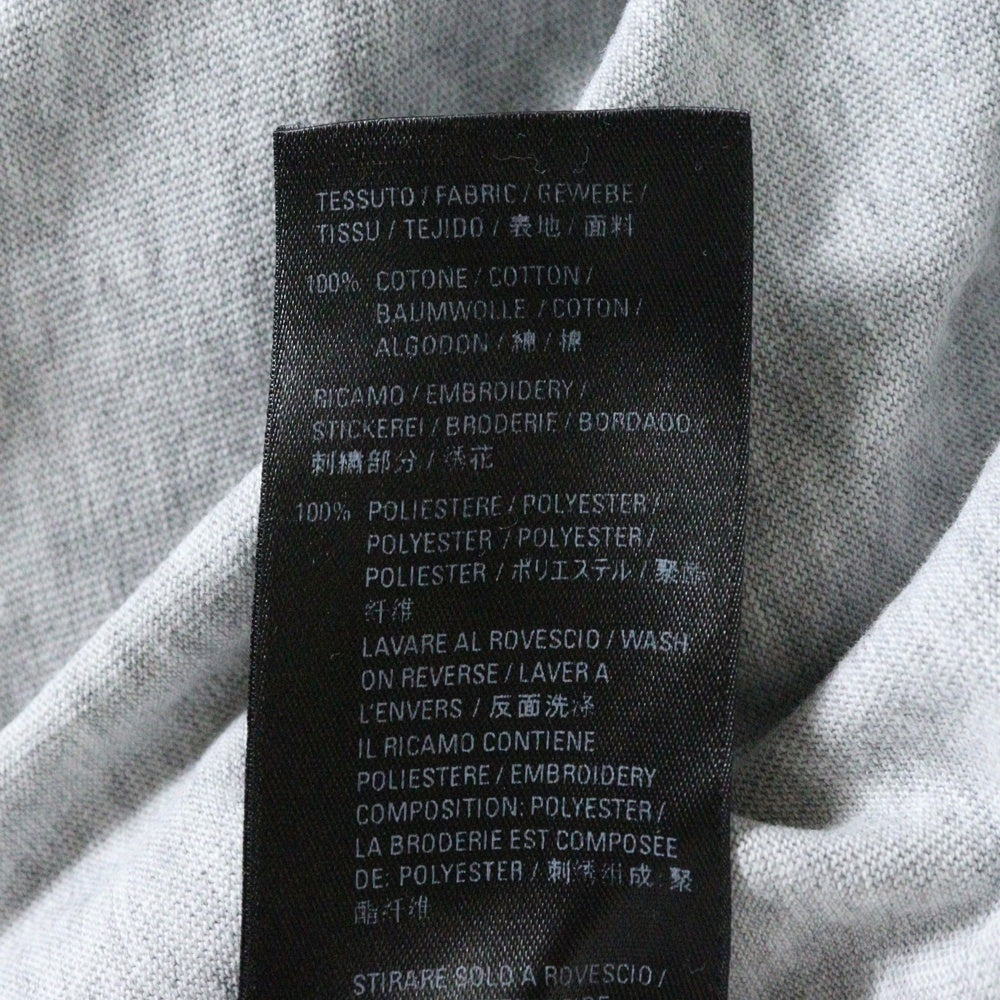 TESSUTO / FABRIC / GEWEBE /
TISSU / TEJIDO / 表地 / 面料
100% COTONE / COTTON /
BAUMWOLLE / COTON /
ALGODON / 綿 / 棉
RICAMO / EMBROIDERY /
STICKEREI / BRODERIE / BORDADO /
刺繍部分 / 绣花
100% POLIESTERE / POLYESTER /
POLYESTER / POLYESTER /
POLIESTER / ポリエステル / 聚酯
纤维
LAVARE AL ROVESCIO / WASH
ON REVERSE / LAVER A
L'ENVERS / 反面洗涤
IL RICAMO CONTIENE
POLIESTERE / EMBROIDERY
COMPOSITION: POLYESTER /
LA BRODERIE EST COMPOSÉE
DE: POLYESTER / 刺绣组成: 聚
酯纤维
STIRARE SOLO A ROVESCIO /